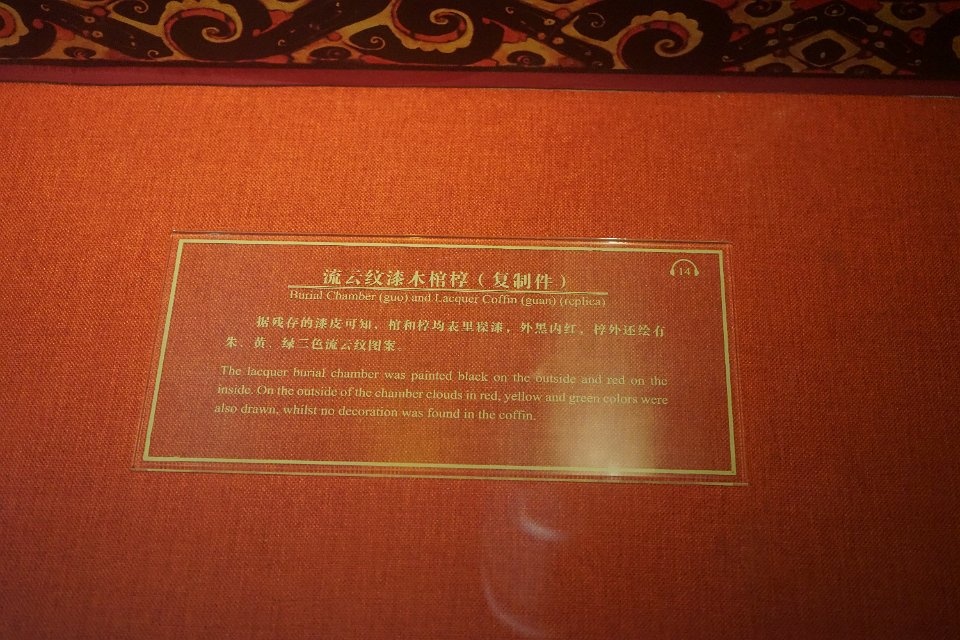 流云纹漆木棺椁（复制件）
14
Burial Chamber (guo) and Lacquer Coffin (guan) (replica)
据残存的漆皮可知，棺和椁均表里髹漆，外黑内红，椁外还绘有
朱、黄、绿三色流云纹图案。
The lacquer burial chamber was painted black on the outside and red on the
inside. On the outside of the chamber clouds in red, yellow and green colors were
also drawn, whilst no decoration was found in the coffin.